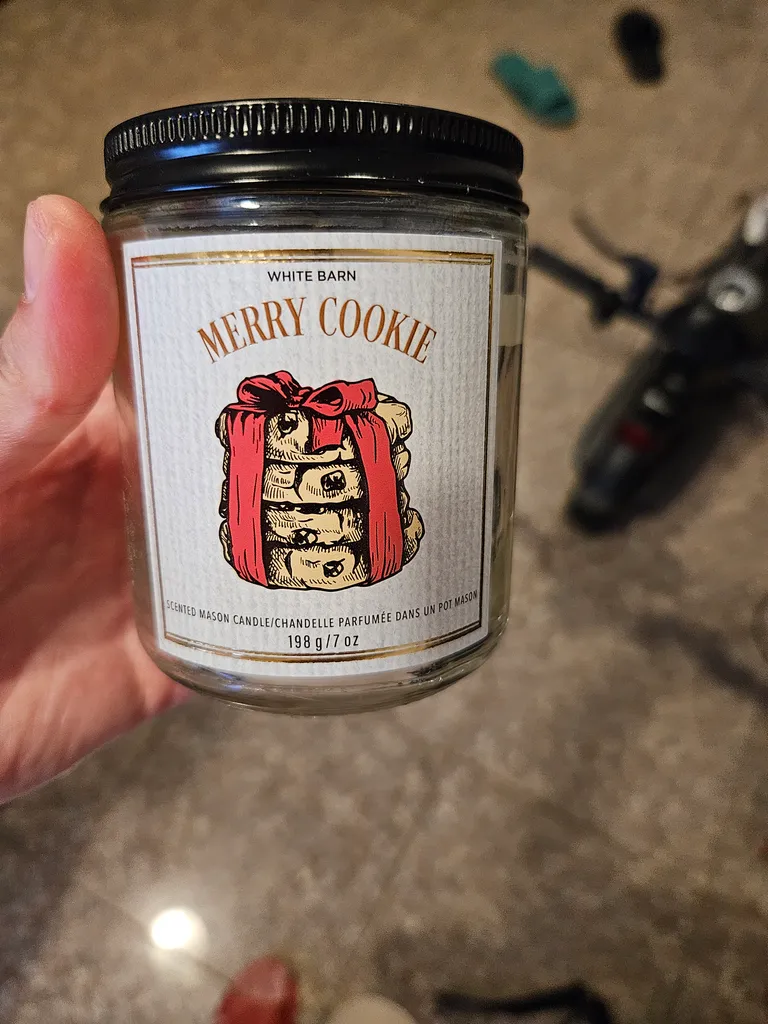 WHITE BARN
MERRY COOKIE
SCENTED MASON CANDLE/CHANDELLE PARFUMÉE DANS UN POT MASON
198 g/7 oz